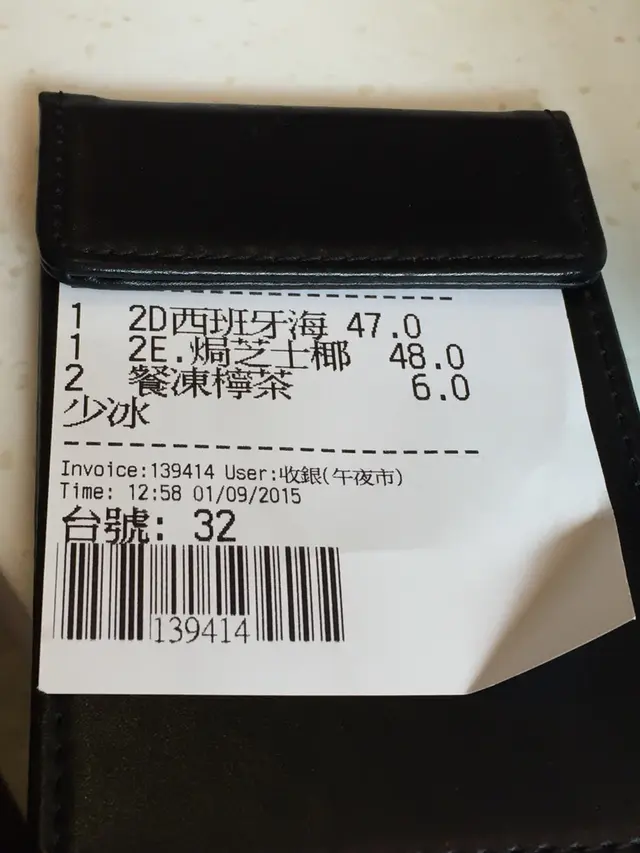 1 2D西班牙海 47.0
1 2E.焗芝士椰 48.0
2 餐凍檸茶 6.0
少冰
Invoice:139414 User:收銀(午夜市)
Time: 12:58 01/09/2015
台號: 32
139414